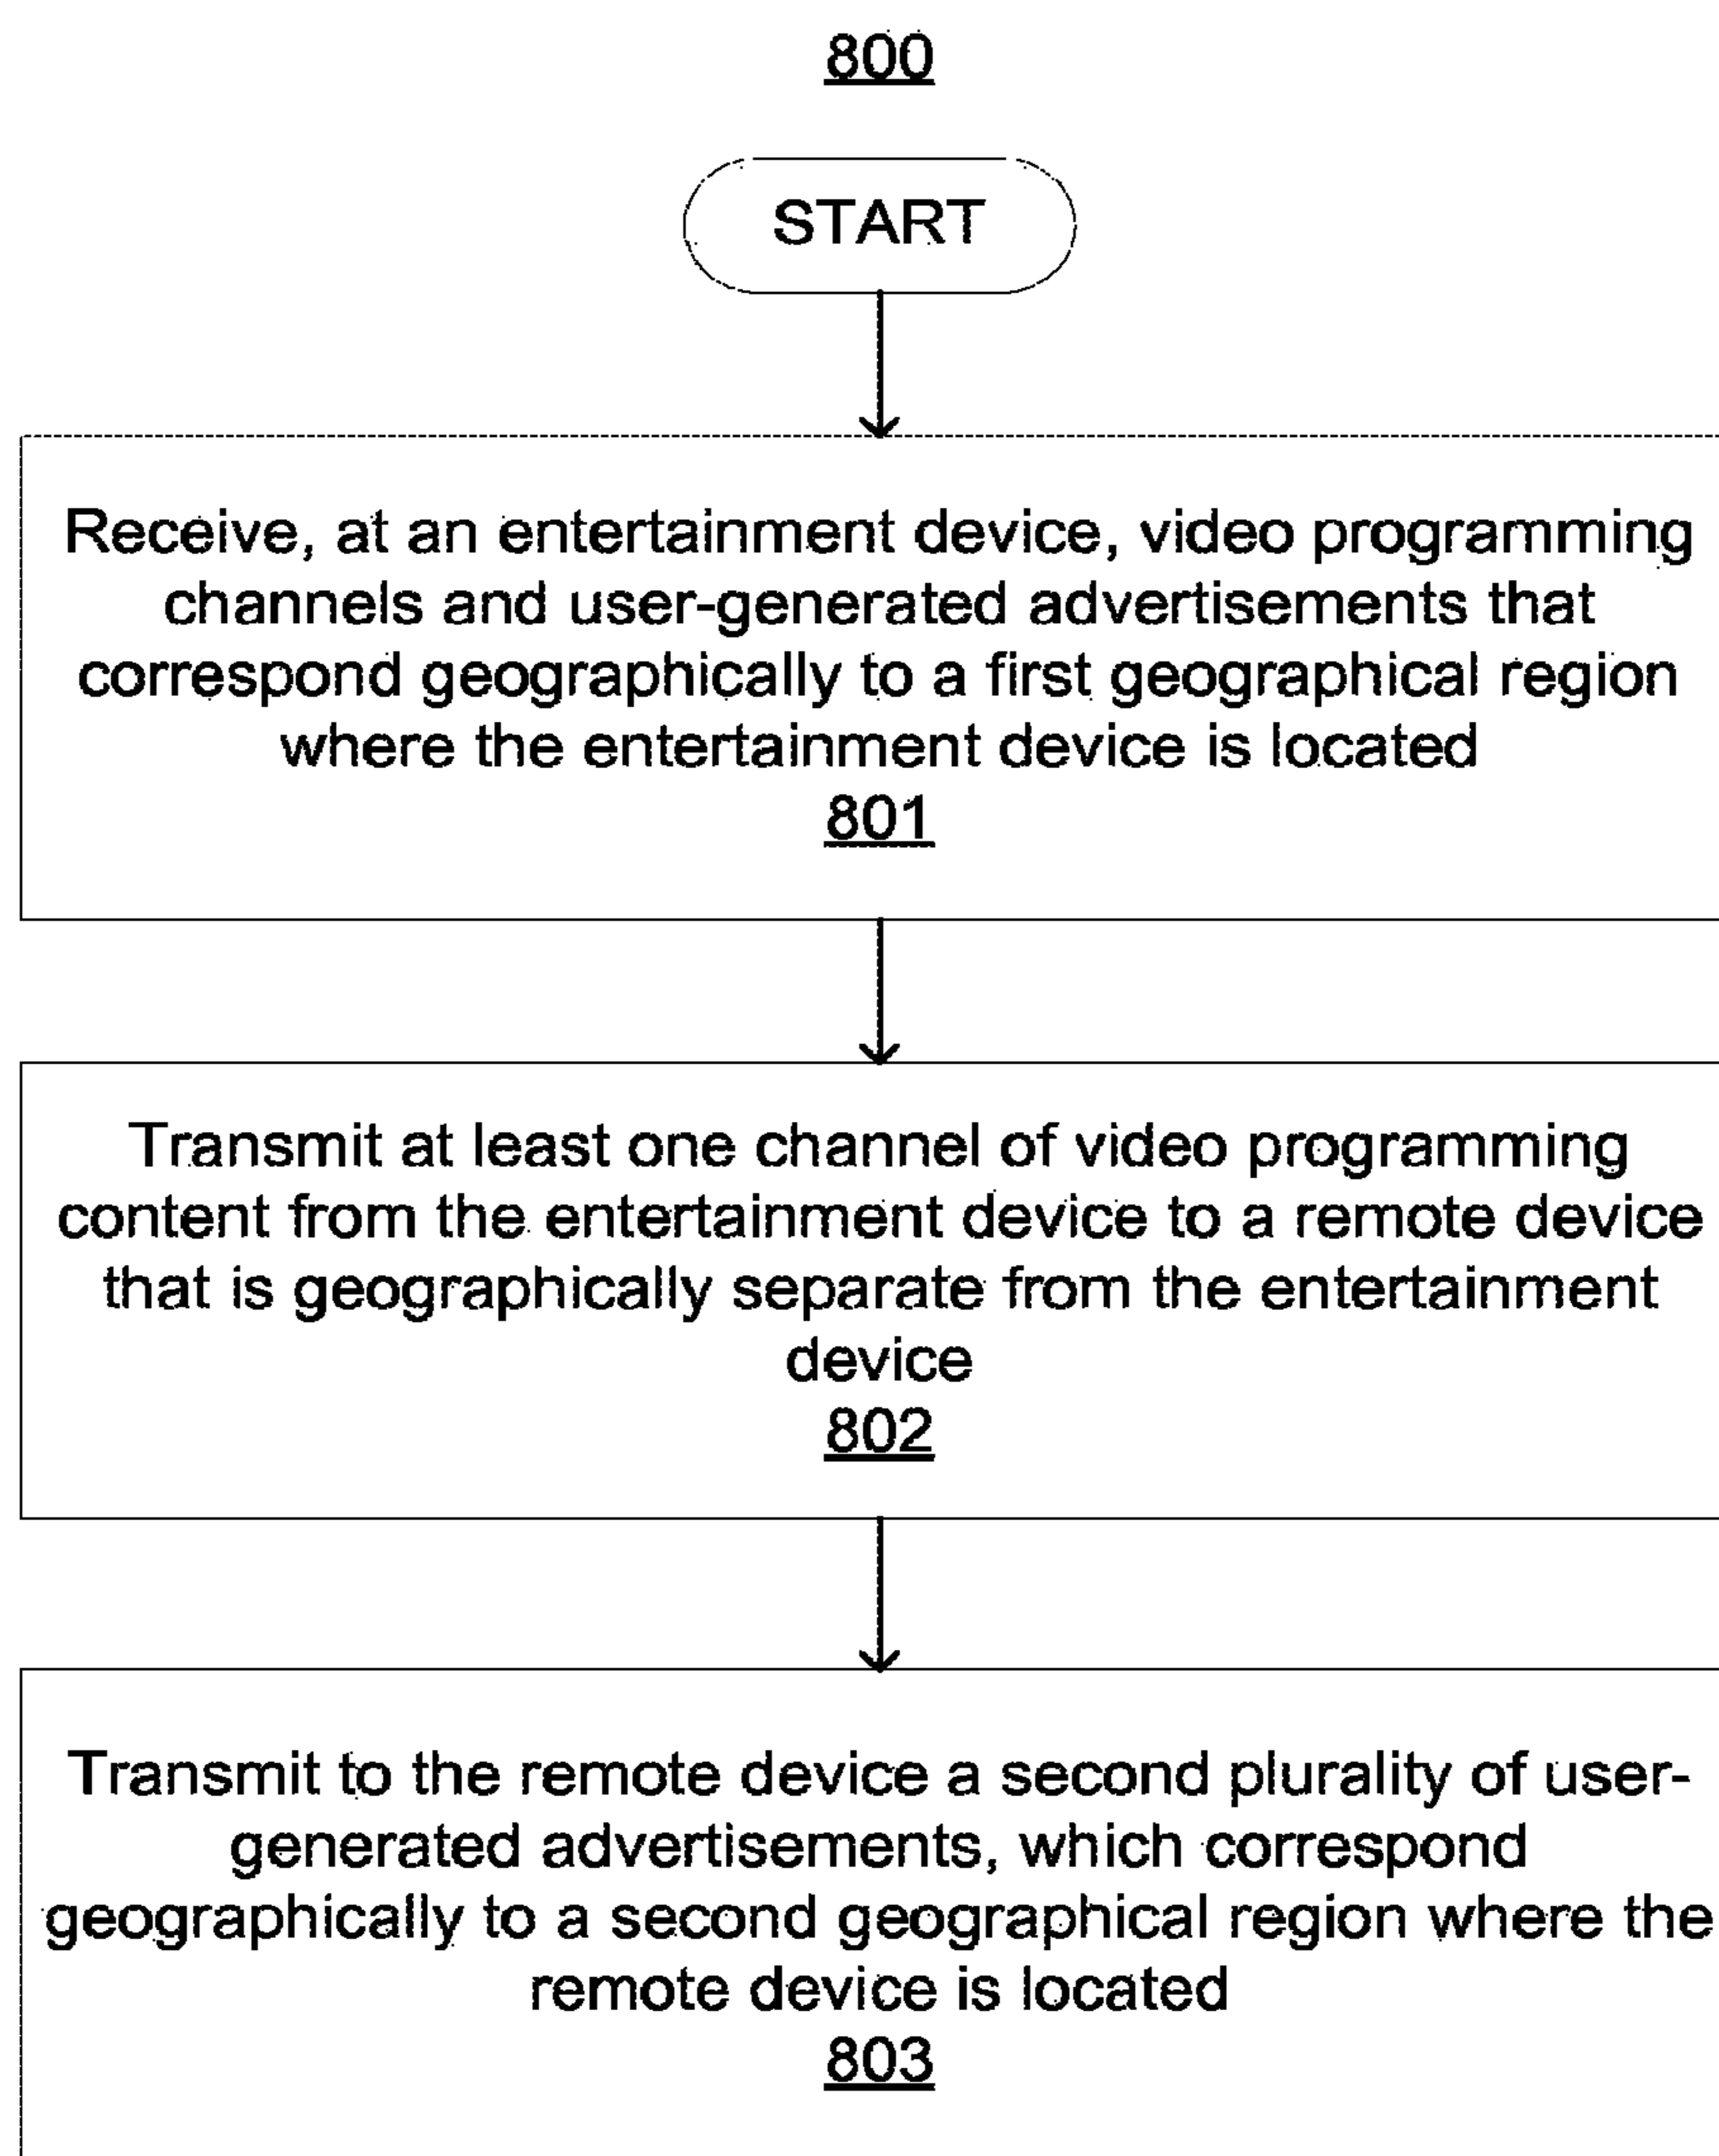 800
START
Receive, at an entertainment device, video programming
channels and user-generated advertisements that
correspond geographically to a first geographical region
where the entertainment device is located
801
Transmit at least one channel of video programming
content from the entertainment device to a remote device
that is geographically separate from the entertainment
device
802
Transmit to the remote device a second plurality of user-
generated advertisements, which correspond
geographically to a second geographical region where the
remote device is located
803